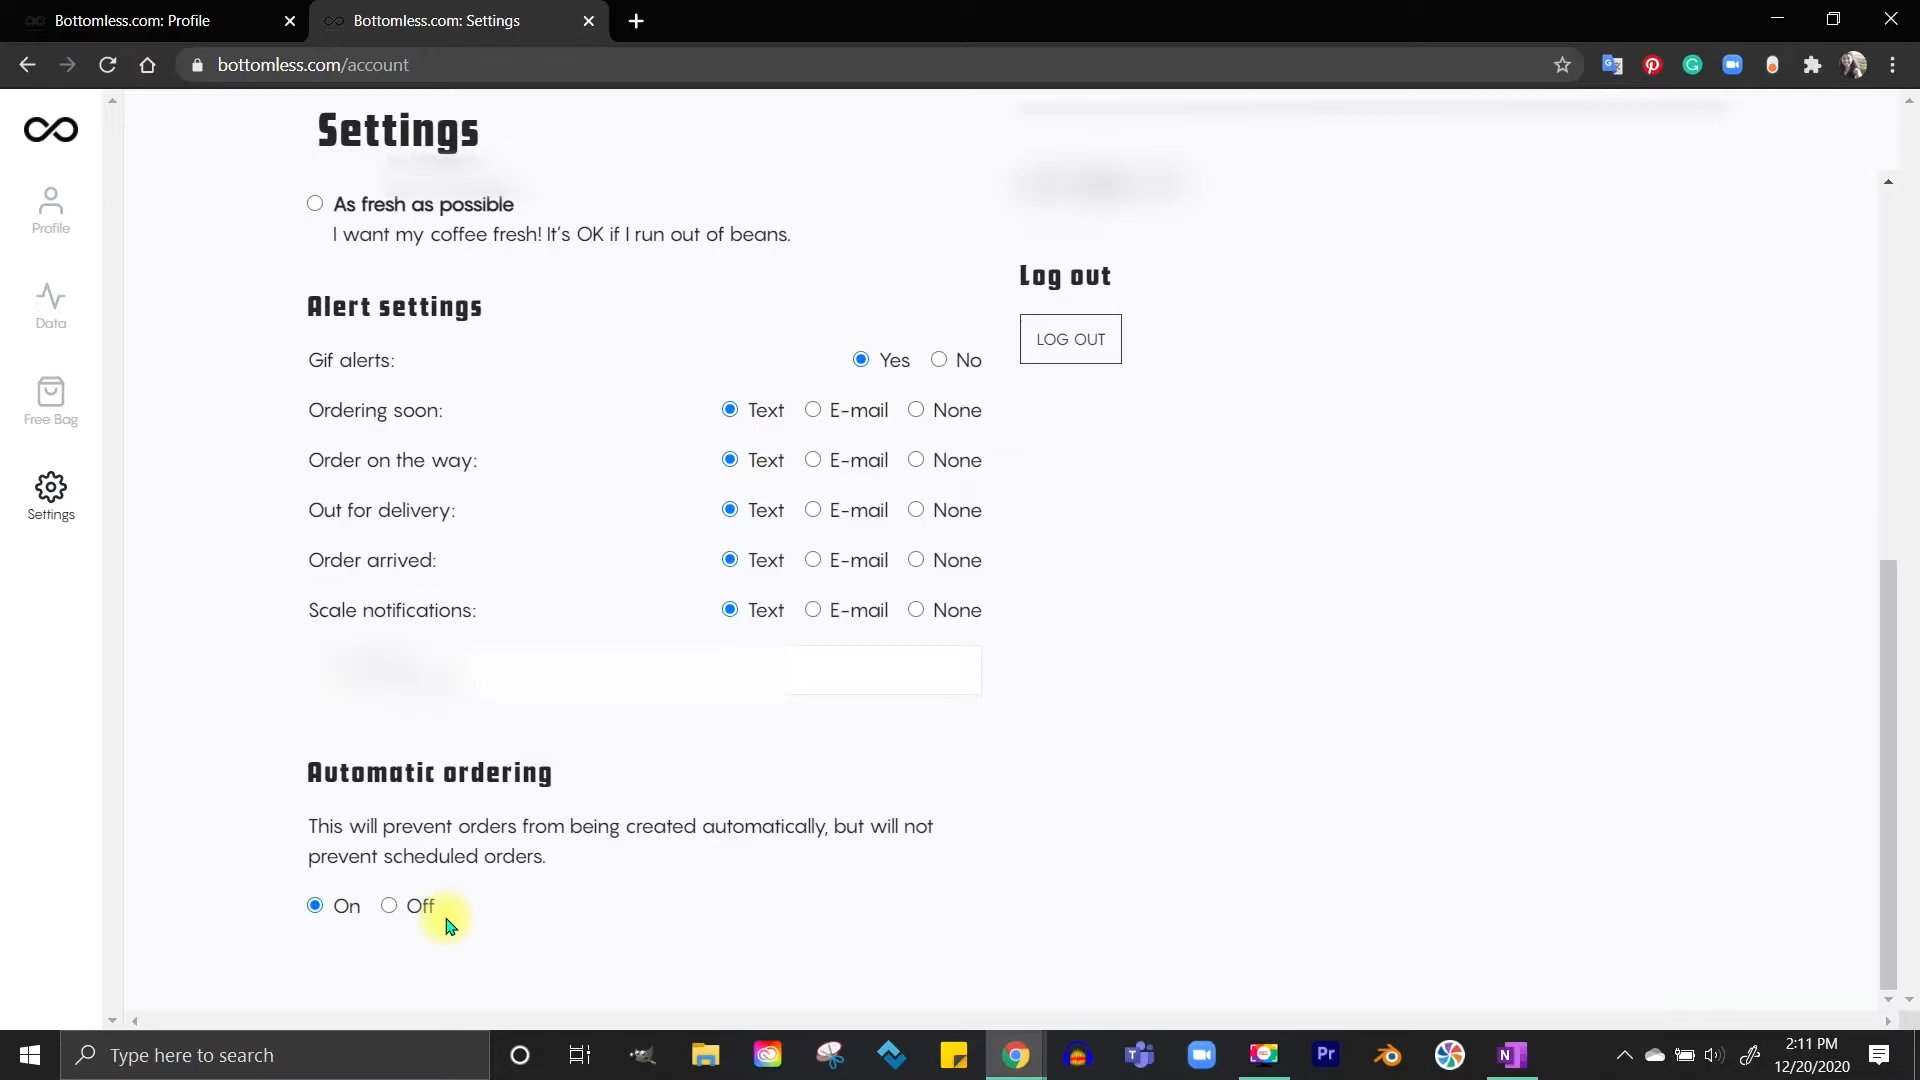 Bottomless.com: Profile
Bottomless.com: Settings
bottomless.com/account
Settings
As fresh as possible
I want my coffee fresh! It's OK if I run out of beans.
Profile
Data
Free Bag
Settings
Alert settings
Gif alerts: Yes No
Ordering soon: Text E-mail None
Order on the way: Text E-mail None
Out for delivery: Text E-mail None
Order arrived: Text E-mail None
Scale notifications: Text E-mail None
Automatic ordering
This will prevent orders from being created automatically, but will not
prevent scheduled orders.
On Off
Log out
LOG OUT
Type here to search
Pr
N
2:11 PM
12/20/2020